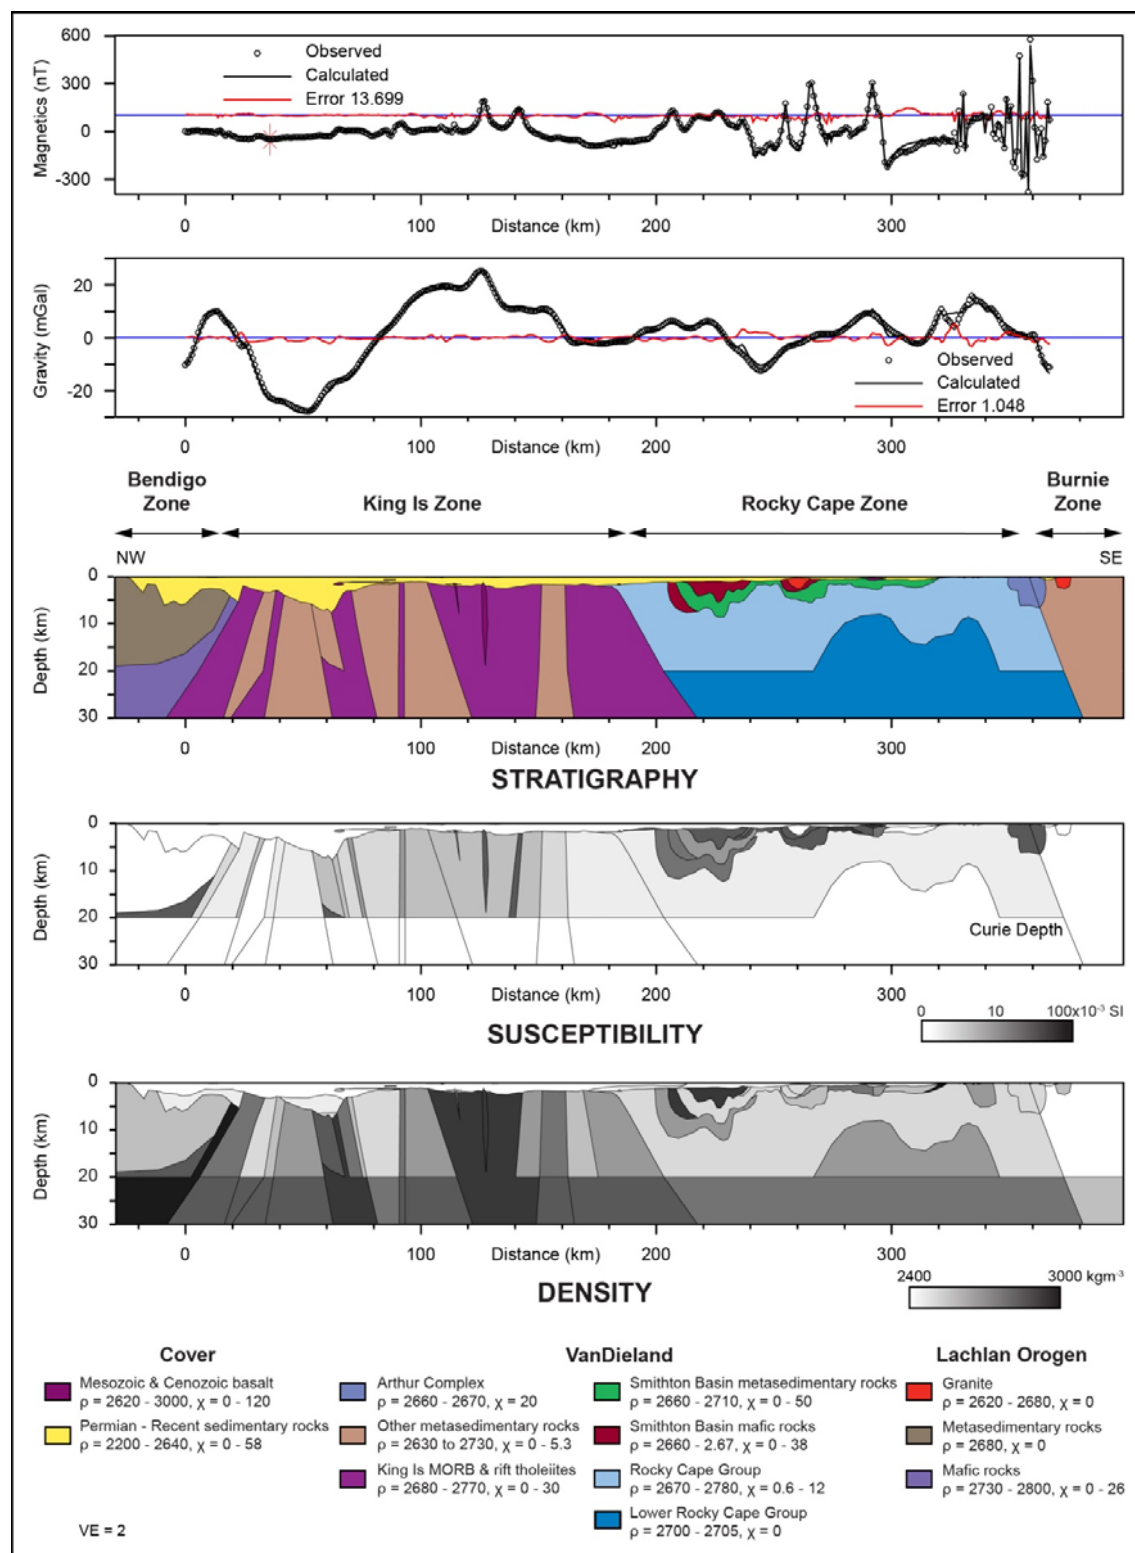 600
300
0
-300
Magnetics (nT)
Observed
Calculated
Error 13.699
0
100
Distance (km)
200
300
20
0
-20
Gravity (mGal)
Observed
Calculated
Error 1.048
0
100
Distance (km)
200
300
Bendigo
Zone
King Is Zone
Rocky Cape Zone
Burnie
Zone
NW
SE
0
10
20
30
Depth (km)
0
100
Distance (km)
200
300
STRATIGRAPHY
0
10
20
30
Depth (km)
Curie Depth
0
100
Distance (km)
200
300
0 10 100x10⁻³ SI
SUSCEPTIBILITY
0
10
20
30
Depth (km)
0
100
Distance (km)
200
300
2400 3000 kgm⁻³
DENSITY
Cover
Mesozoic & Cenozoic basalt
ρ = 2620 - 3000, χ = 0 - 120
Permian - Recent sedimentary rocks
ρ = 2200 - 2640, χ = 0 - 58
VanDieland
Arthur Complex
ρ = 2660 - 2670, χ = 20
Other metasedimentary rocks
ρ = 2630 to 2730, χ = 0 - 5.3
King Is MORB & rift tholeiites
ρ = 2680 - 2770, χ = 0 - 30
Smithton Basin metasedimentary rocks
ρ = 2660 - 2710, χ = 0 - 50
Smithton Basin mafic rocks
ρ = 2660 - 2.67, χ = 0 - 38
Rocky Cape Group
ρ = 2670 - 2780, χ = 0.6 - 12
Lower Rocky Cape Group
ρ = 2700 - 2705, χ = 0
Lachlan Orogen
Granite
ρ = 2620 - 2680, χ = 0
Metasedimentary rocks
ρ = 2680, χ = 0
Mafic rocks
ρ = 2730 - 2800, χ = 0 - 26
VE = 2